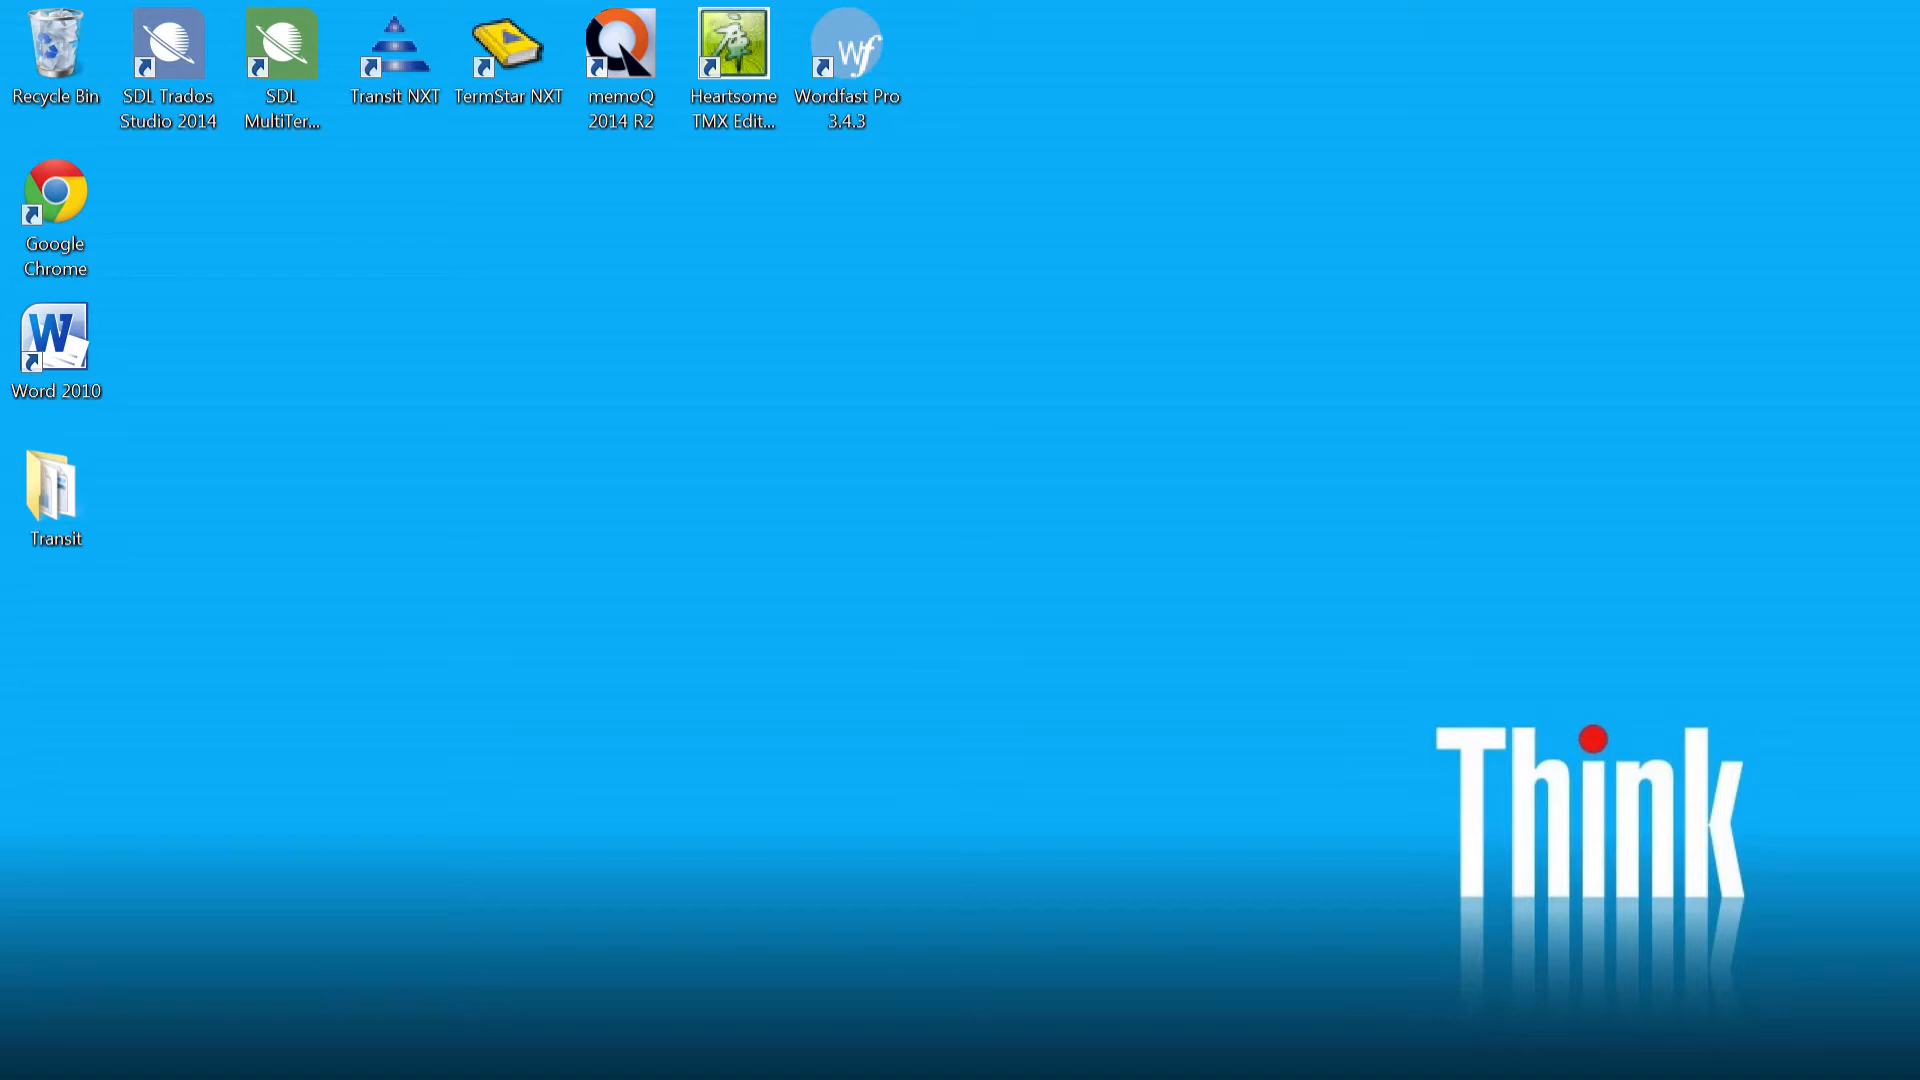 Recycle Bin
SDL Trados
Studio 2014
SDL
MultiTer...
Transit NXT
TermStar NXT
memoQ
2014 R2
Heartsome
TMX Edit...
Wordfast Pro
3.4.3
Google
Chrome
Word 2010
Transit
Think